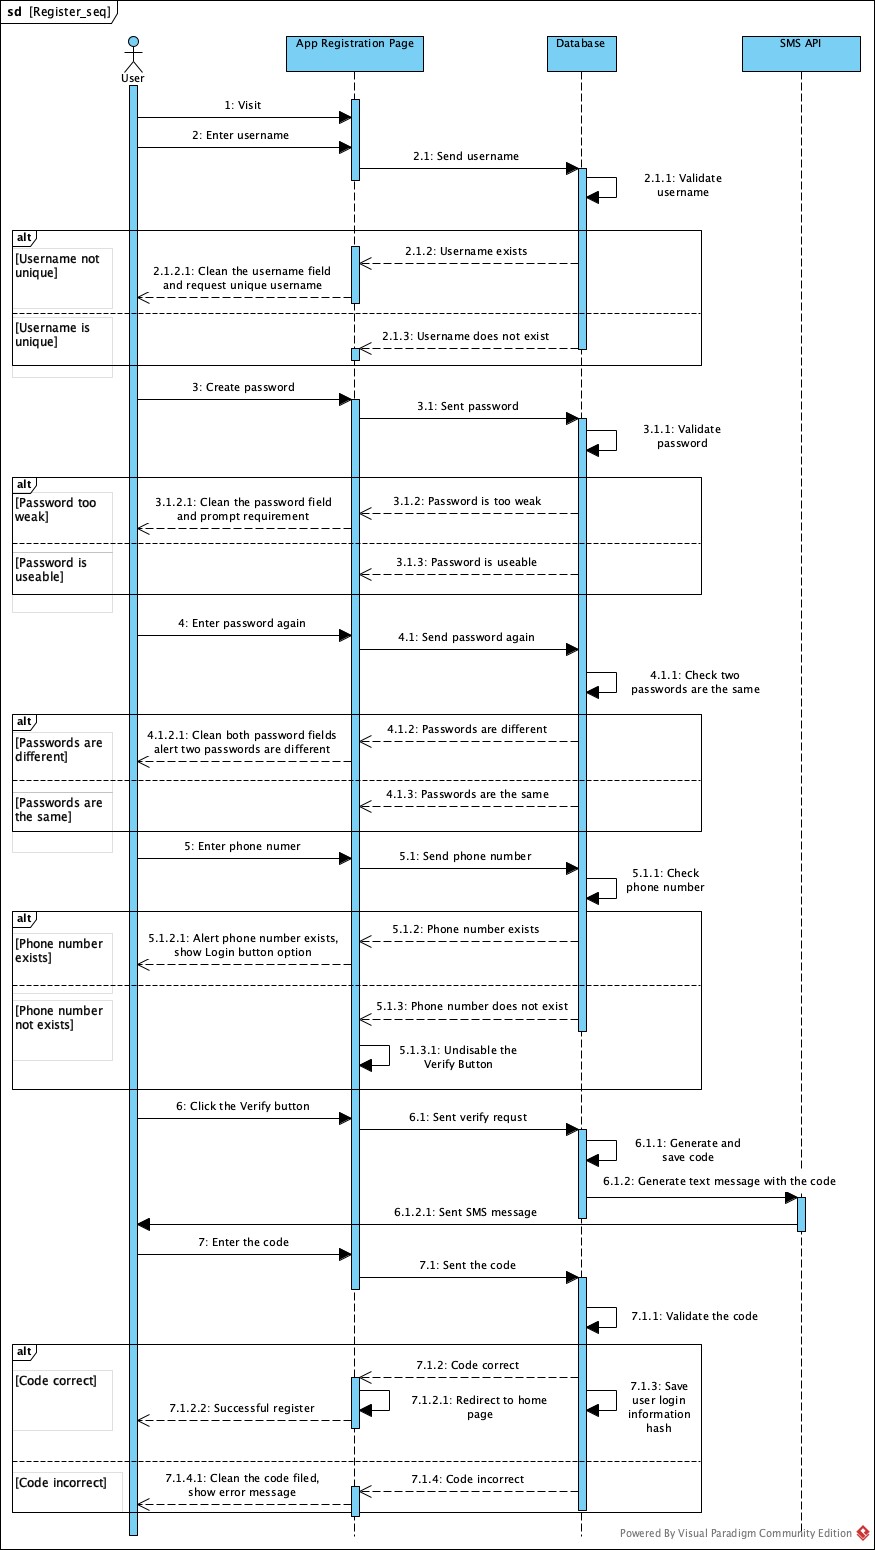 sd [Register_seq]
User
App Registration Page
Database
SMS API
1: Visit
2: Enter username
2.1: Send username
2.1.1: Validate
username
alt
[Username not
unique]
2.1.2: Username exists
2.1.2.1: Clean the username field
and request unique username
[Username is
unique]
2.1.3: Username does not exist
3: Create password
3.1: Sent password
3.1.1: Validate
password
alt
[Password too
weak]
3.1.2: Password is too weak
3.1.2.1: Clean the password field
and prompt requirement
[Password is
useable]
3.1.3: Password is useable
4: Enter password again
4.1: Send password again
4.1.1: Check two
passwords are the same
alt
[Passwords are
different]
4.1.2: Passwords are different
4.1.2.1: Clean both password fields
alert two passwords are different
[Passwords are
the same]
4.1.3: Passwords are the same
5: Enter phone numer
5.1: Send phone number
5.1.1: Check
phone number
alt
[Phone number
exists]
5.1.2: Phone number exists
5.1.2.1: Alert phone number exists,
show Login button option
[Phone number
not exists]
5.1.3: Phone number does not exist
5.1.3.1: Undisable the
Verify Button
6: Click the Verify button
6.1: Sent verify requst
6.1.1: Generate and
save code
6.1.2: Generate text message with the code
6.1.2.1: Sent SMS message
7: Enter the code
7.1: Sent the code
7.1.1: Validate the code
alt
[Code correct]
7.1.2: Code correct
7.1.2.1: Redirect to home
page
7.1.3: Save
user login
information
hash
7.1.2.2: Successful register
[Code incorrect]
7.1.4: Code incorrect
7.1.4.1: Clean the code filed,
show error message
Powered By Visual Paradigm Community Edition